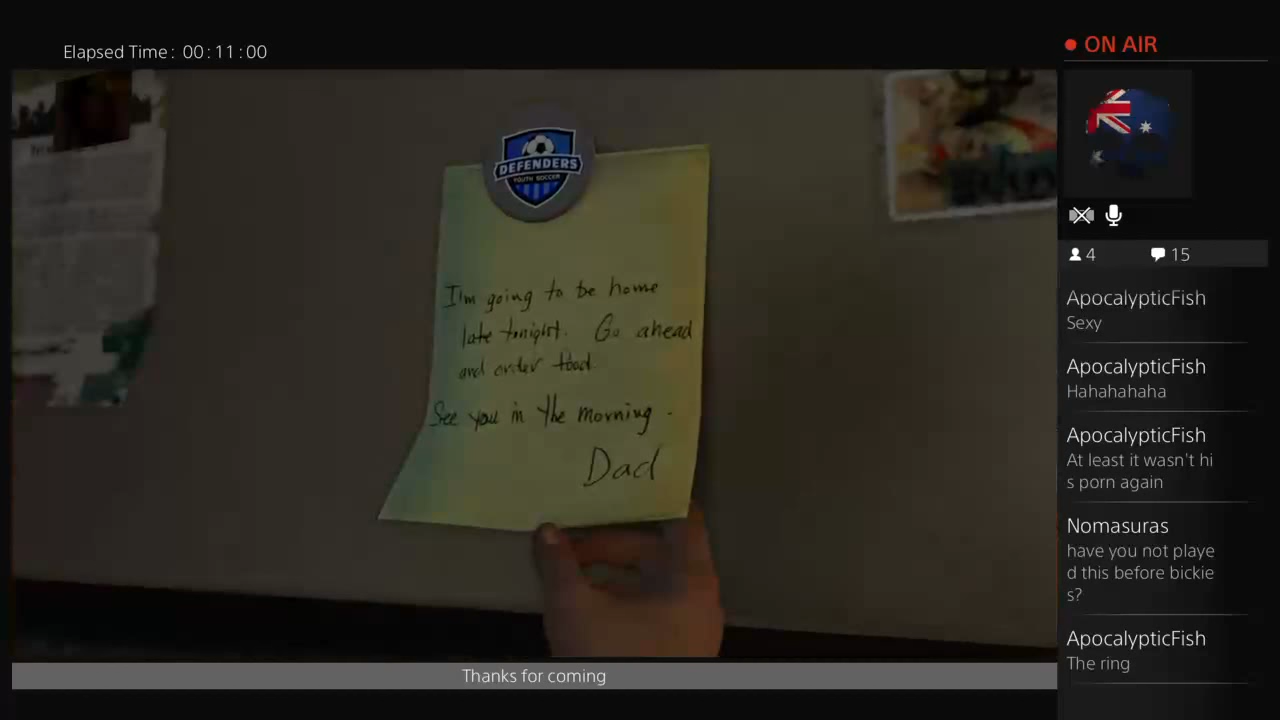 Elapsed Time: 00:11:00
ON AIR
DEFENDERS
YOUTH SOCCER
I'm going to be home
late tonight. Go ahead
and order food.
See you in the morning.
Dad
4
15
ApocalypticFish
Sexy
ApocalypticFish
Hahahahaha
ApocalypticFish
At least it wasn't hi
s porn again
Nomasuras
have you not playe
d this before bickie
s?
ApocalypticFish
The ring
Thanks for coming